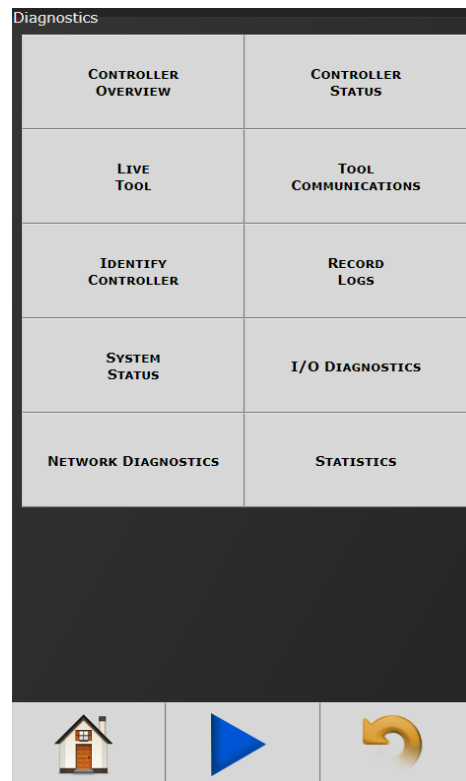 Diagnostics
CONTROLLER
OVERVIEW
CONTROLLER
STATUS
LIVE
TOOL
TOOL
COMMUNICATIONS
IDENTIFY
CONTROLLER
RECORD
LOGS
SYSTEM
STATUS
I/O DIAGNOSTICS
NETWORK DIAGNOSTICS
STATISTICS